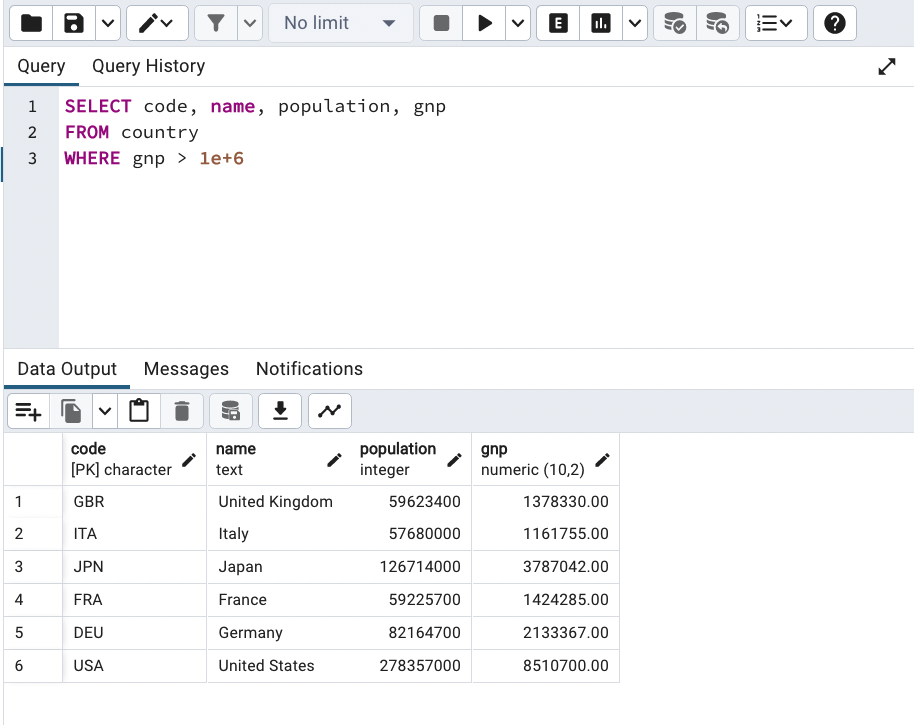 No limit
E
Query Query History
1 SELECT code, name, population, gnp
2 FROM country
3 WHERE gnp > 1e+6
Data Output Messages Notifications
code name population gnp
[PK] character text integer numeric (10,2)
1 GBR United Kingdom 59623400 1378330.00
2 ITA Italy 57680000 1161755.00
3 JPN Japan 126714000 3787042.00
4 FRA France 59225700 1424285.00
5 DEU Germany 82164700 2133367.00
6 USA United States 278357000 8510700.00